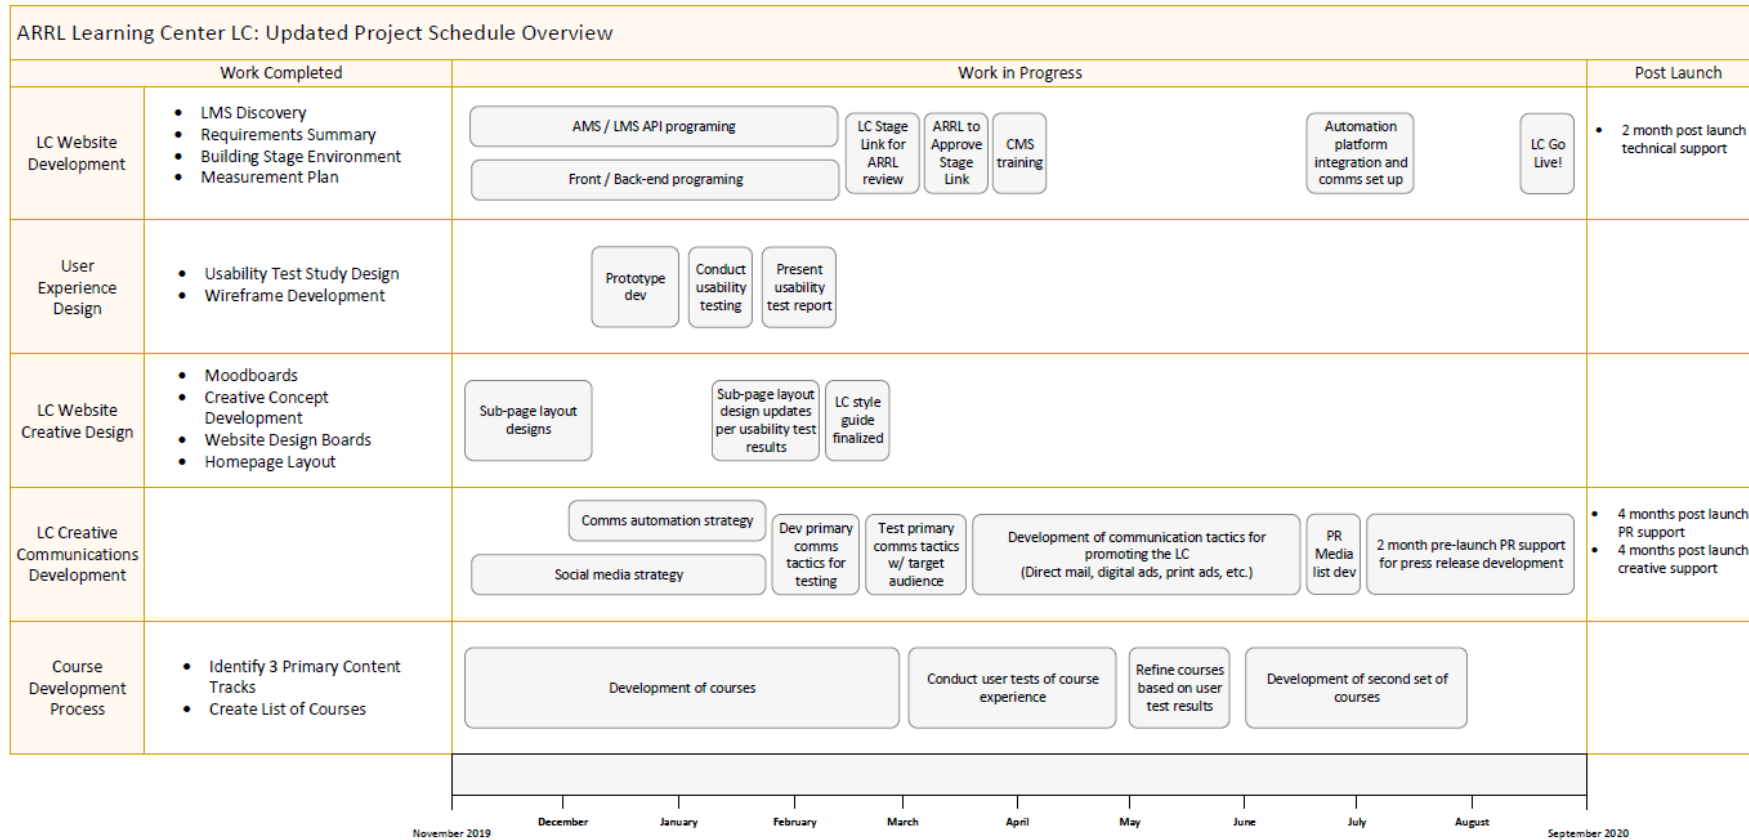 ARRL Learning Center LC: Updated Project Schedule Overview
Work Completed
Work in Progress
Post Launch
LC Website
Development
• LMS Discovery
• Requirements Summary
• Building Stage Environment
• Measurement Plan
AMS / LMS API programing
Front / Back-end programing
LC Stage
Link for
ARRL
review
ARRL to
Approve
Stage
Link
CMS
training
Automation
platform
integration and
comms set up
LC Go
Live!
• 2 month post launch
technical support
User
Experience
Design
• Usability Test Study Design
• Wireframe Development
Prototype
dev
Conduct
usability
testing
Present
usability
test report
LC Website
Creative Design
• Moodboards
• Creative Concept
Development
• Website Design Boards
• Homepage Layout
Sub-page layout
designs
Sub-page layout
design updates
per usability test
results
LC style
guide
finalized
LC Creative
Communications
Development
Comms automation strategy
Social media strategy
Dev primary
comms
tactics for
testing
Test primary
comms tactics
w/ target
audience
Development of communication tactics for
promoting the LC
(Direct mail, digital ads, print ads, etc.)
PR
Media
list dev
2 month pre-launch PR support
for press release development
• 4 months post launch
PR support
• 4 months post launch
creative support
Course
Development
Process
• Identify 3 Primary Content
Tracks
• Create List of Courses
Development of courses
Conduct user tests of course
experience
Refine courses
based on user
test results
Development of second set of
courses
November 2019
December
January
February
March
April
May
June
July
August
September 2020